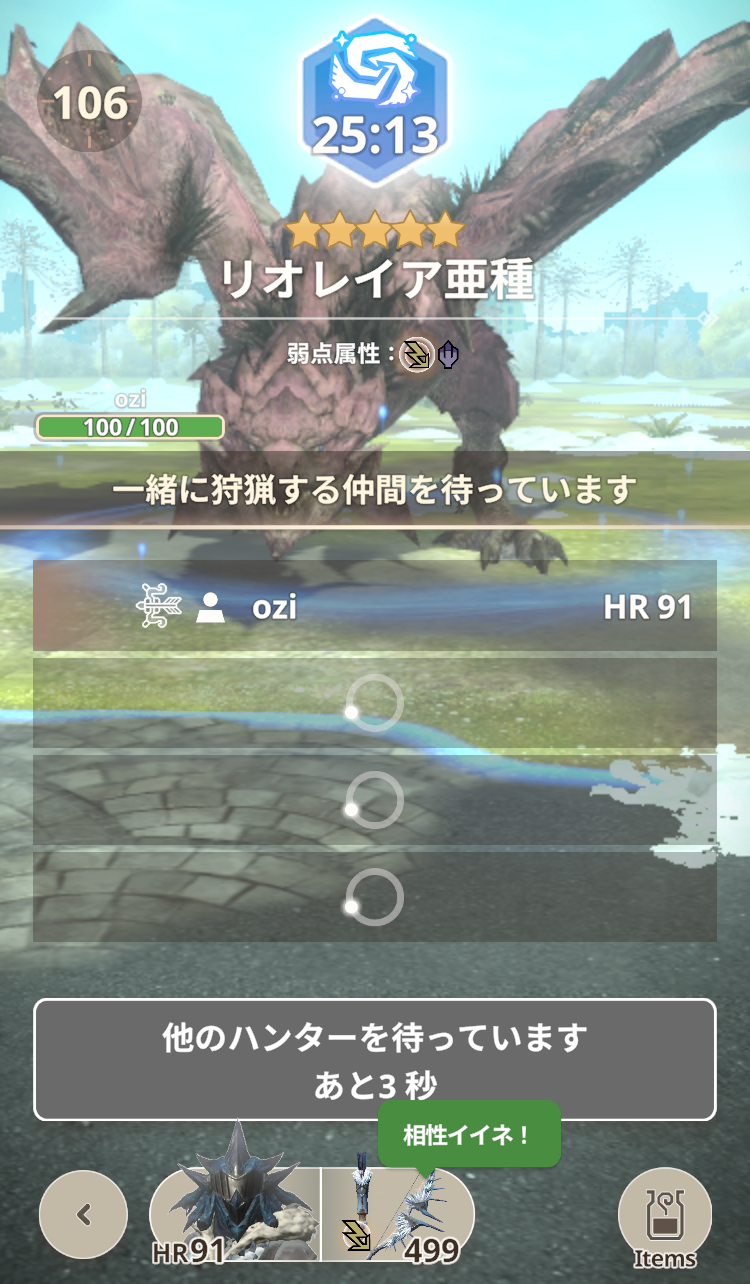 106
25:13
リオレイア亜種
弱点属性：
ozi
100/100
一緒に狩猟する仲間を待っています
ozi HR 91
他のハンターを待っています
あと3 秒
相性イイネ！
HR91
499
Items